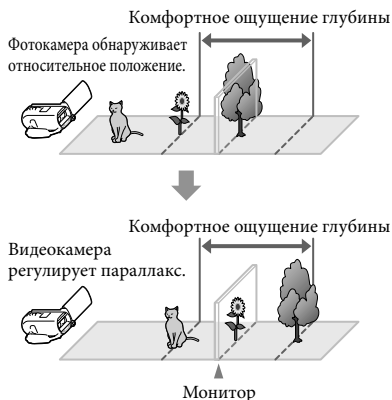 Комфортное ощущение глубины
Фотокамера обнаруживает
относительное положение.
Комфортное ощущение глубины
Видеокамера
регулирует параллакс.
Монитор